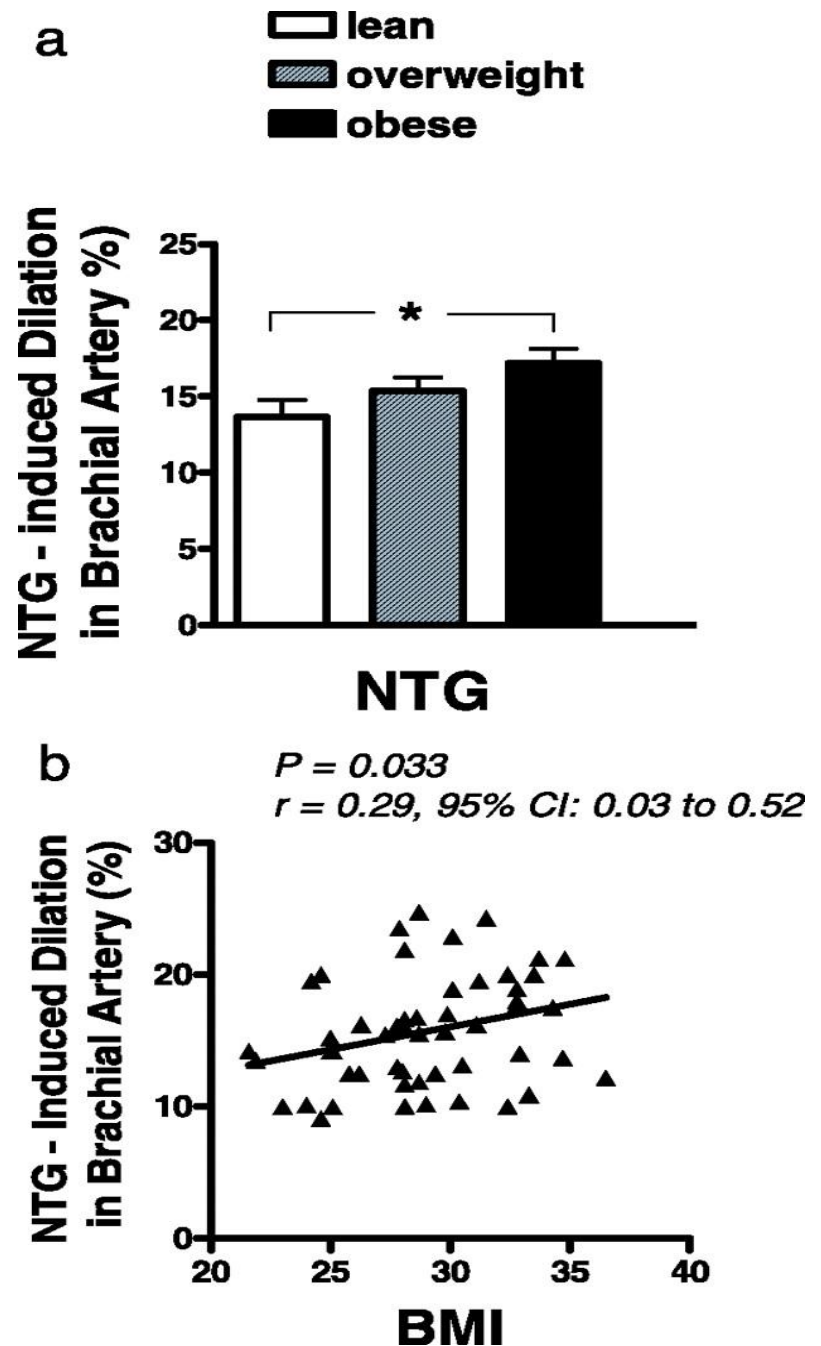 a
lean
overweight
obese
NTG - induced Dilation
in Brachial Artery %)
25
20
15
10
5
0
*
NTG
b
P = 0.033
r = 0.29, 95% CI: 0.03 to 0.52
NTG - Induced Dilation
in Brachial Artery (%)
30
20
10
0
20 25 30 35 40
BMI